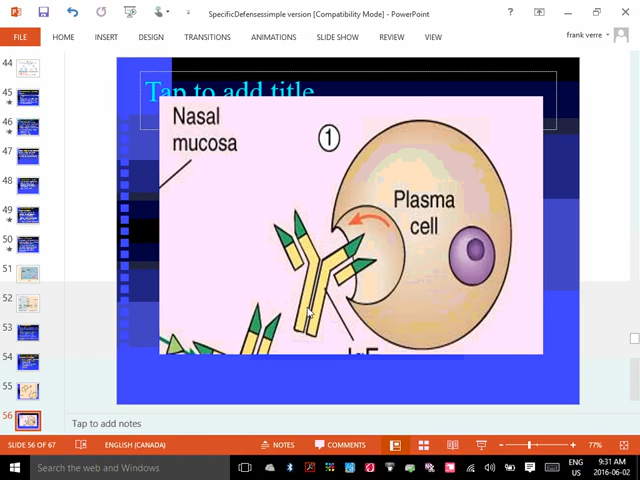 SpecificDefensessimple version [Compatibility Mode] - PowerPoint
FILE HOME INSERT DESIGN TRANSITIONS ANIMATIONS SLIDE SHOW REVIEW VIEW
frank verre
44
45
46
47
48
49
50
51
52
53
54
55
56
Tap to add title
Nasal
mucosa
1
Plasma
cell
IgE
Tap to add notes
SLIDE 56 OF 67 ENGLISH (CANADA) NOTES COMMENTS 77%
Search the web and Windows
ENG
US
9:31 AM
2016-06-02